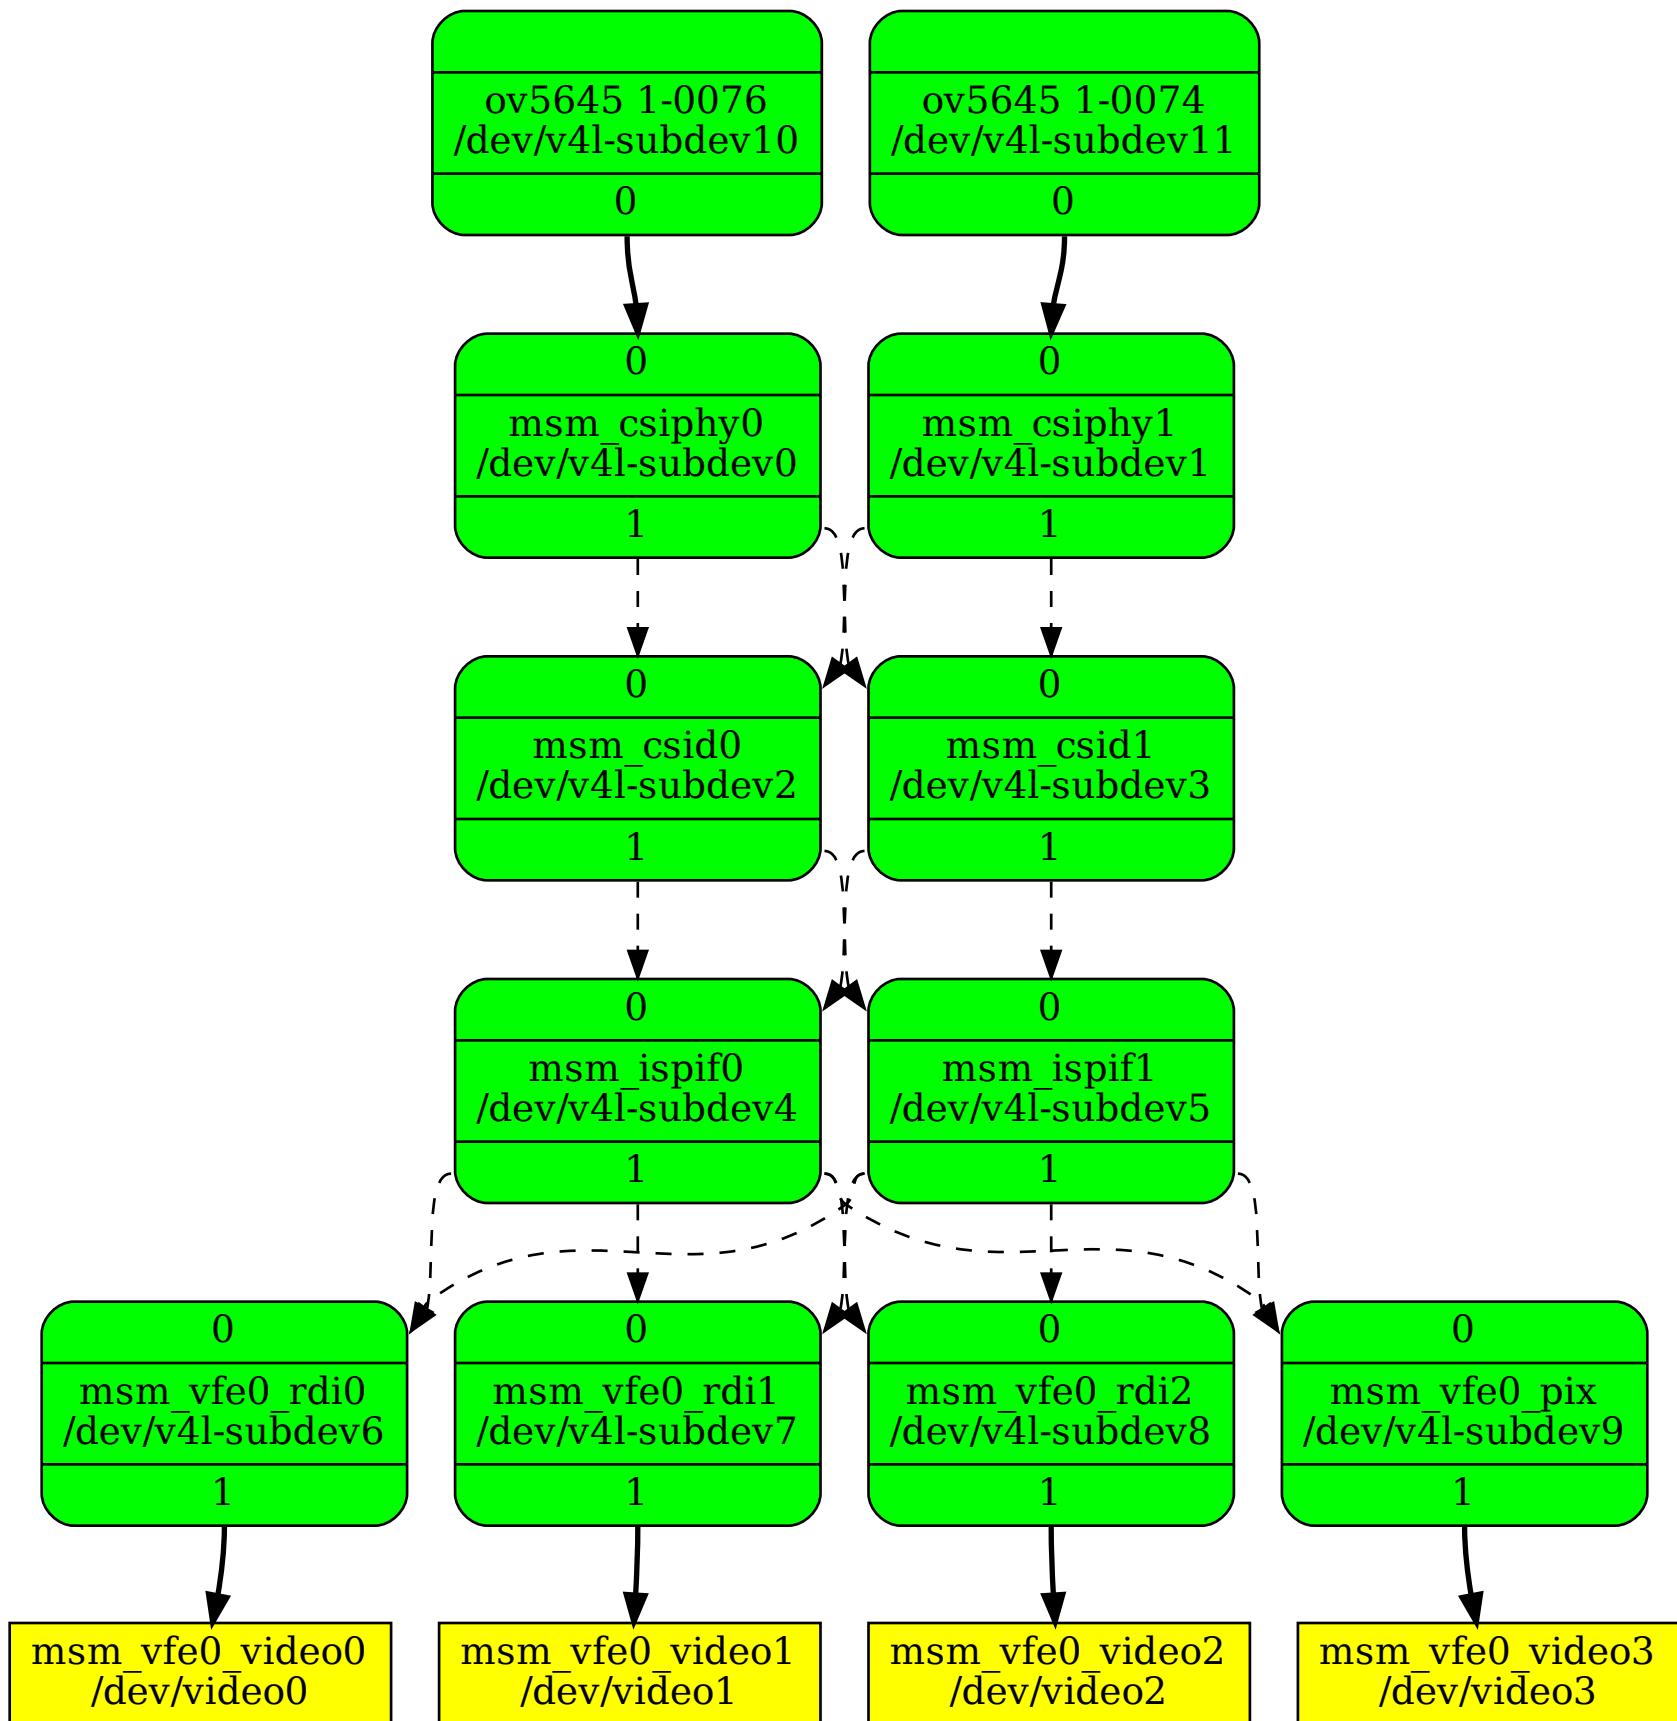 ov5645 1-0076
/dev/v4l-subdev10
0
ov5645 1-0074
/dev/v4l-subdev11
0
0
msm_csiphy0
/dev/v4l-subdev0
1
0
msm_csiphy1
/dev/v4l-subdev1
1
0
msm_csid0
/dev/v4l-subdev2
1
0
msm_csid1
/dev/v4l-subdev3
1
0
msm_ispif0
/dev/v4l-subdev4
1
0
msm_ispif1
/dev/v4l-subdev5
1
0
msm_vfe0_rdi0
/dev/v4l-subdev6
1
0
msm_vfe0_rdi1
/dev/v4l-subdev7
1
0
msm_vfe0_rdi2
/dev/v4l-subdev8
1
0
msm_vfe0_pix
/dev/v4l-subdev9
1
msm_vfe0_video0
/dev/video0
msm_vfe0_video1
/dev/video1
msm_vfe0_video2
/dev/video2
msm_vfe0_video3
/dev/video3